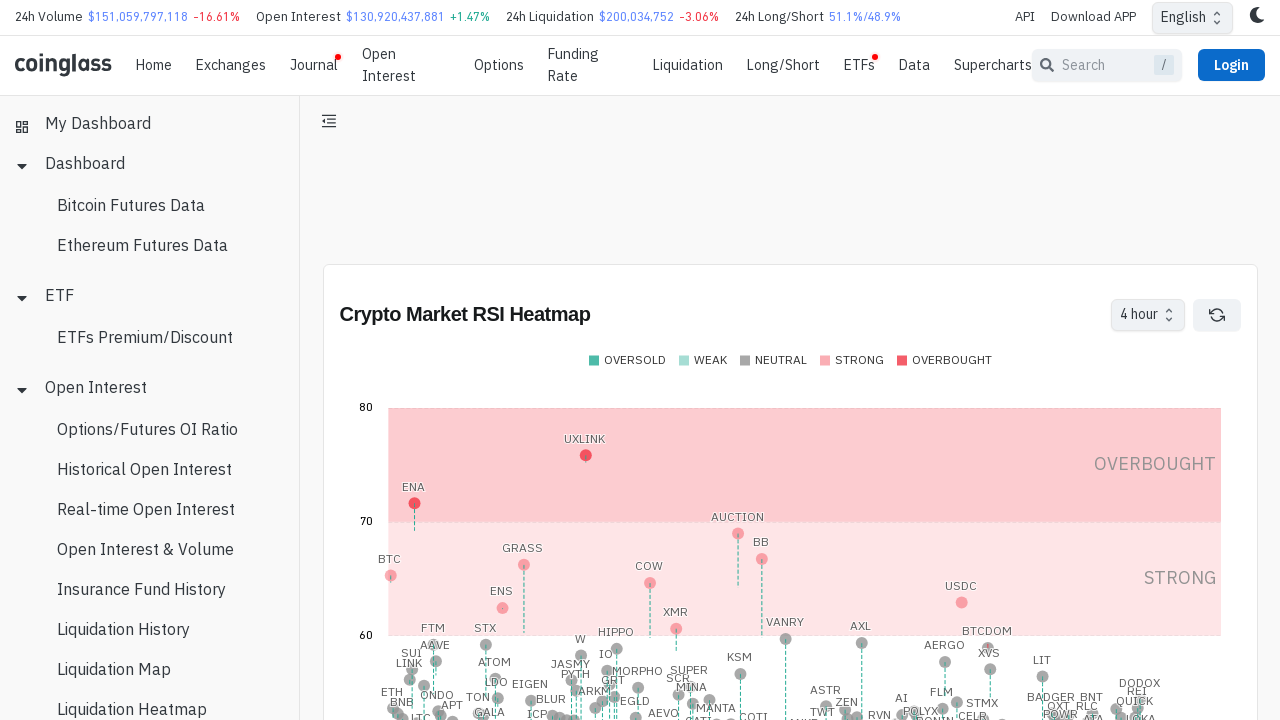 24h Volume $151,059,797,118 -16.61% Open Interest $130,920,437,881 +1.47% 24h Liquidation $200,034,752 -3.06% 24h Long/Short 51.1%/48.9% API Download APP English
coinglass Home Exchanges Journal Open Interest Options Funding Rate Liquidation Long/Short ETFs Data Supercharts Search / Login
My Dashboard
Dashboard
Bitcoin Futures Data
Ethereum Futures Data
ETF
ETFs Premium/Discount
Open Interest
Options/Futures OI Ratio
Historical Open Interest
Real-time Open Interest
Open Interest & Volume
Insurance Fund History
Liquidation History
Liquidation Map
Liquidation Heatmap
Crypto Market RSI Heatmap
4 hour
OVERSOLD WEAK NEUTRAL STRONG OVERBOUGHT
80
UXLINK
OVERBOUGHT
ENA
70
AUCTION
BB
GRASS
BTC
COW
STRONG
ENS
USDC
XMR
60
VANRY
FTM STX HIPPO AXL BTCDOM
AAVE W AERGO
SUI IO XVS
LINK ATOM JASMY KSM LIT
PYTH MORPHO SUPER
LDO EIGEN GRT SCR DODOX
ETH ONDO ARKM MINA ASTR FLM REI
BNB TON BLUR EGLD AI BADGER BNT
APT ZEN STMX QUICK
MANTA OXT RLC
LTC GALA ICP AEVO TWT POLYX POWR
COTI RVN CELR